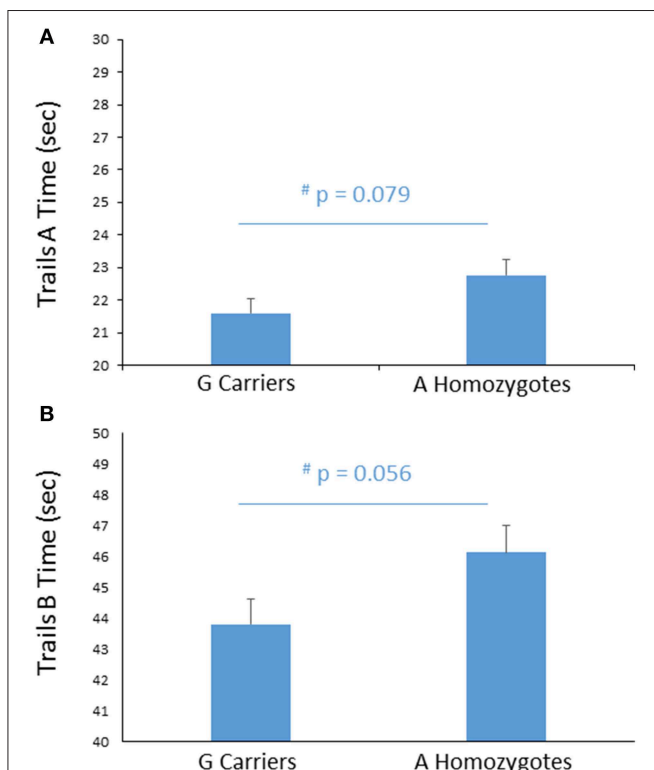 A
Trails A Time (sec)
30
29
28
27
26
25
24
23
22
21
20
# p = 0.079
G Carriers A Homozygotes
B
Trails B Time (sec)
50
49
48
47
46
45
44
43
42
41
40
# p = 0.056
G Carriers A Homozygotes